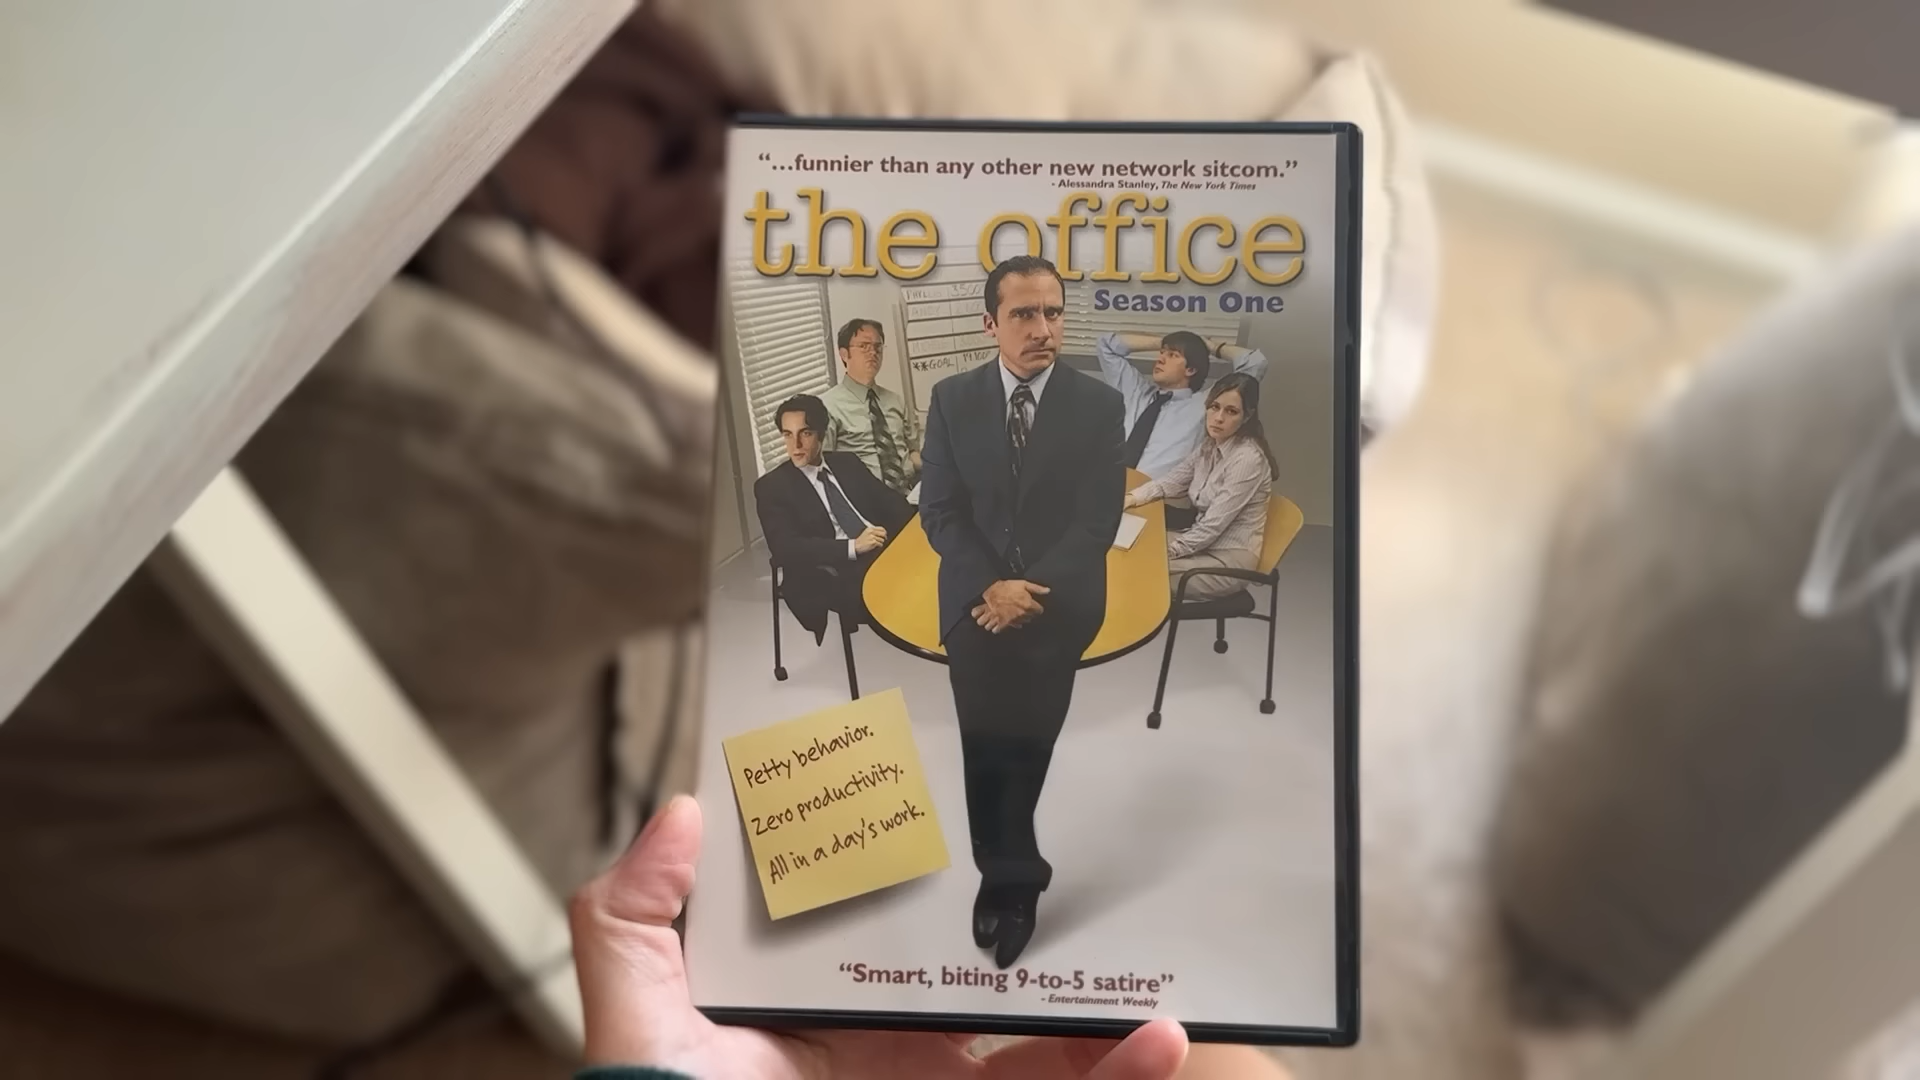 “...funnier than any other new network sitcom.”
- Alessandra Stanley, The New York Times
the office
Season One
**GOAL
Petty behavior.
Zero productivity.
All in a day's work.
“Smart, biting 9-to-5 satire”
- Entertainment Weekly